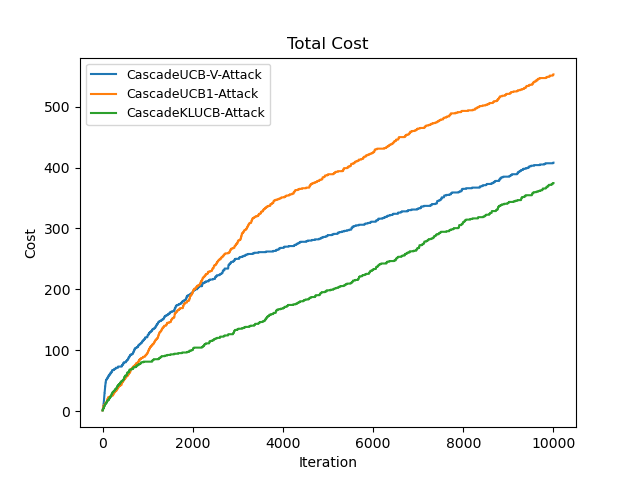 Total Cost
CascadeUCB-V-Attack
CascadeUCB1-Attack
CascadeKLUCB-Attack
500
400
300
200
100
0
Cost
0 2000 4000 6000 8000 10000
Iteration